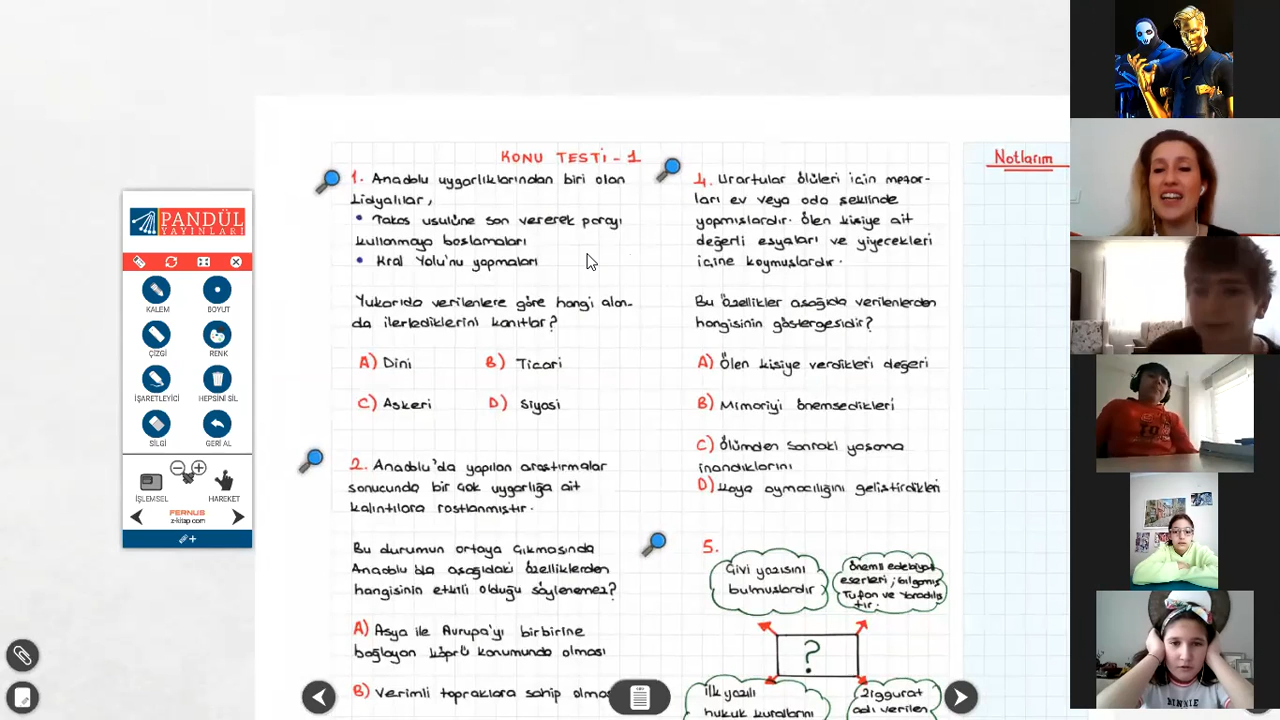 PANDÜL
YAYINLARI
KALEM
BOYUT
ÇİZGİ
RENK
İŞARETLEYİCİ
HEPSİNİ SİL
SİLGİ
GERİ AL
İŞLEMSEL
HAREKET
FERNUS
z-kitap.com
KONU TESTİ - 1
1. Anadolu uygarlıklarından biri olan
Lidyalılar,
• Takas usulüne son vererek parayı
kullanmaya başlamaları
• Kral Yolu'nu yapmaları
Yukarıda verilenlere göre hangi alan-
da ilerlediklerini kanıtlar?
A) Dini
B) Ticari
C) Askeri
D) Siyasi
2. Anadolu'da yapılan araştırmalar
sonucunda bir çok uygarlığa ait
kalıntılara rastlanmıştır.
Bu durumun ortaya çıkmasında
Anadolu'da aşağıdaki özelliklerden
hangisinin etkili olduğu söylenemez?
A) Asya ile Avrupa'yı birbirine
bağlayan köprü konumunda olması
B) Verimli topraklara sahip olmas
4. Urartular ölüleri için mezar-
ları ev veya oda şeklinde
yapmışlardır. Ölen kişiye ait
değerli eşyaları ve yiyecekleri
içine koymuşlardır.
Bu özellikler aşağıda verilenlerden
hangisinin göstergesidir?
A) Ölen kişiye verdikleri değeri
B) Mimariyi önemsedikleri
C) Ölümden sonraki yaşama
inandıklarını
D) Kaya oymacılığını geliştirdikleri
5.
Çivi yazısını
bulmuşlardır
Önemli edebiyat
eserleri; Gılgamış
Tufan ve Yaradılış
tır.
?
İlk yazılı
hukuk kurallarını
Ziggurat
adı verilen
Notlarım